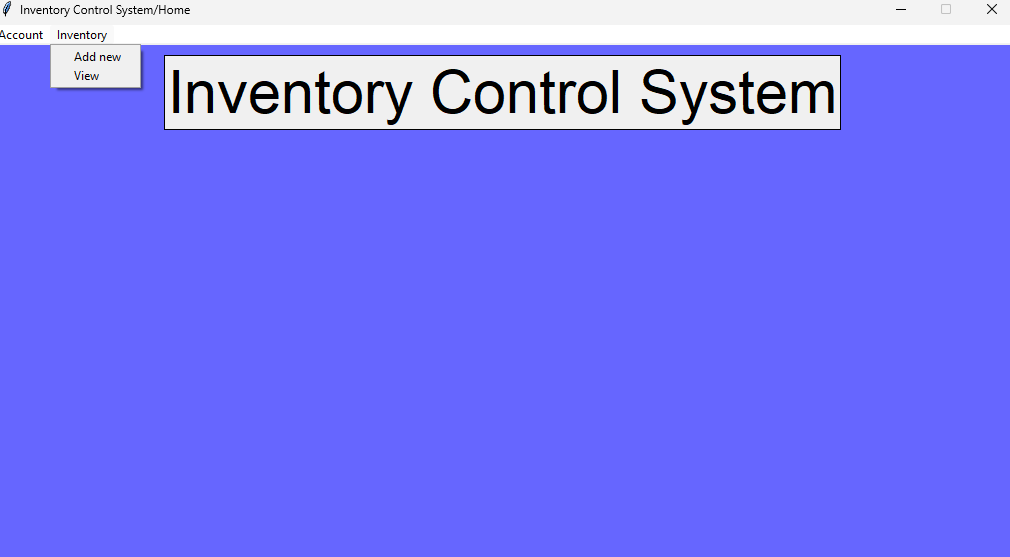 Inventory Control System/Home
Account Inventory
Add new
View
Inventory Control System